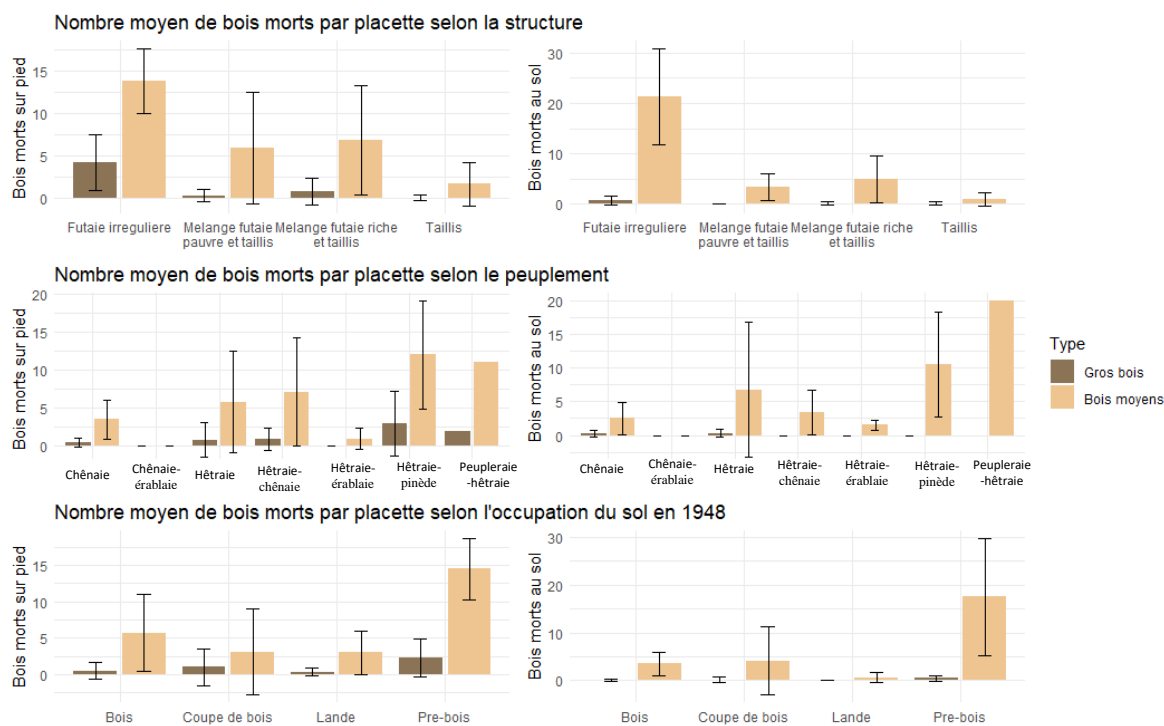 Nombre moyen de bois morts par placette selon la structure
Bois morts sur pied
15
10
5
0
Futaie irreguliere
Melange futaie
pauvre et taillis
Melange futaie riche
et taillis
Taillis
Bois morts au sol
30
20
10
0
Futaie irreguliere
Melange futaie
pauvre et taillis
Melange futaie riche
et taillis
Taillis
Nombre moyen de bois morts par placette selon le peuplement
Bois morts sur pied
20
15
10
5
0
Chênaie
Chênaie-
érablaie
Hêtraie
Hêtraie-
chênaie
Hêtraie-
érablaie
Hêtraie-
pinède
Peupleraie
-hêtraie
Bois morts au sol
20
15
10
5
0
Chênaie
Chênaie-
érablaie
Hêtraie
Hêtraie-
chênaie
Hêtraie-
érablaie
Hêtraie-
pinède
Peupleraie
-hêtraie
Type
Gros bois
Bois moyens
Nombre moyen de bois morts par placette selon l'occupation du sol en 1948
Bois morts sur pied
15
10
5
0
Bois
Coupe de bois
Lande
Pre-bois
Bois morts au sol
30
20
10
0
Bois
Coupe de bois
Lande
Pre-bois